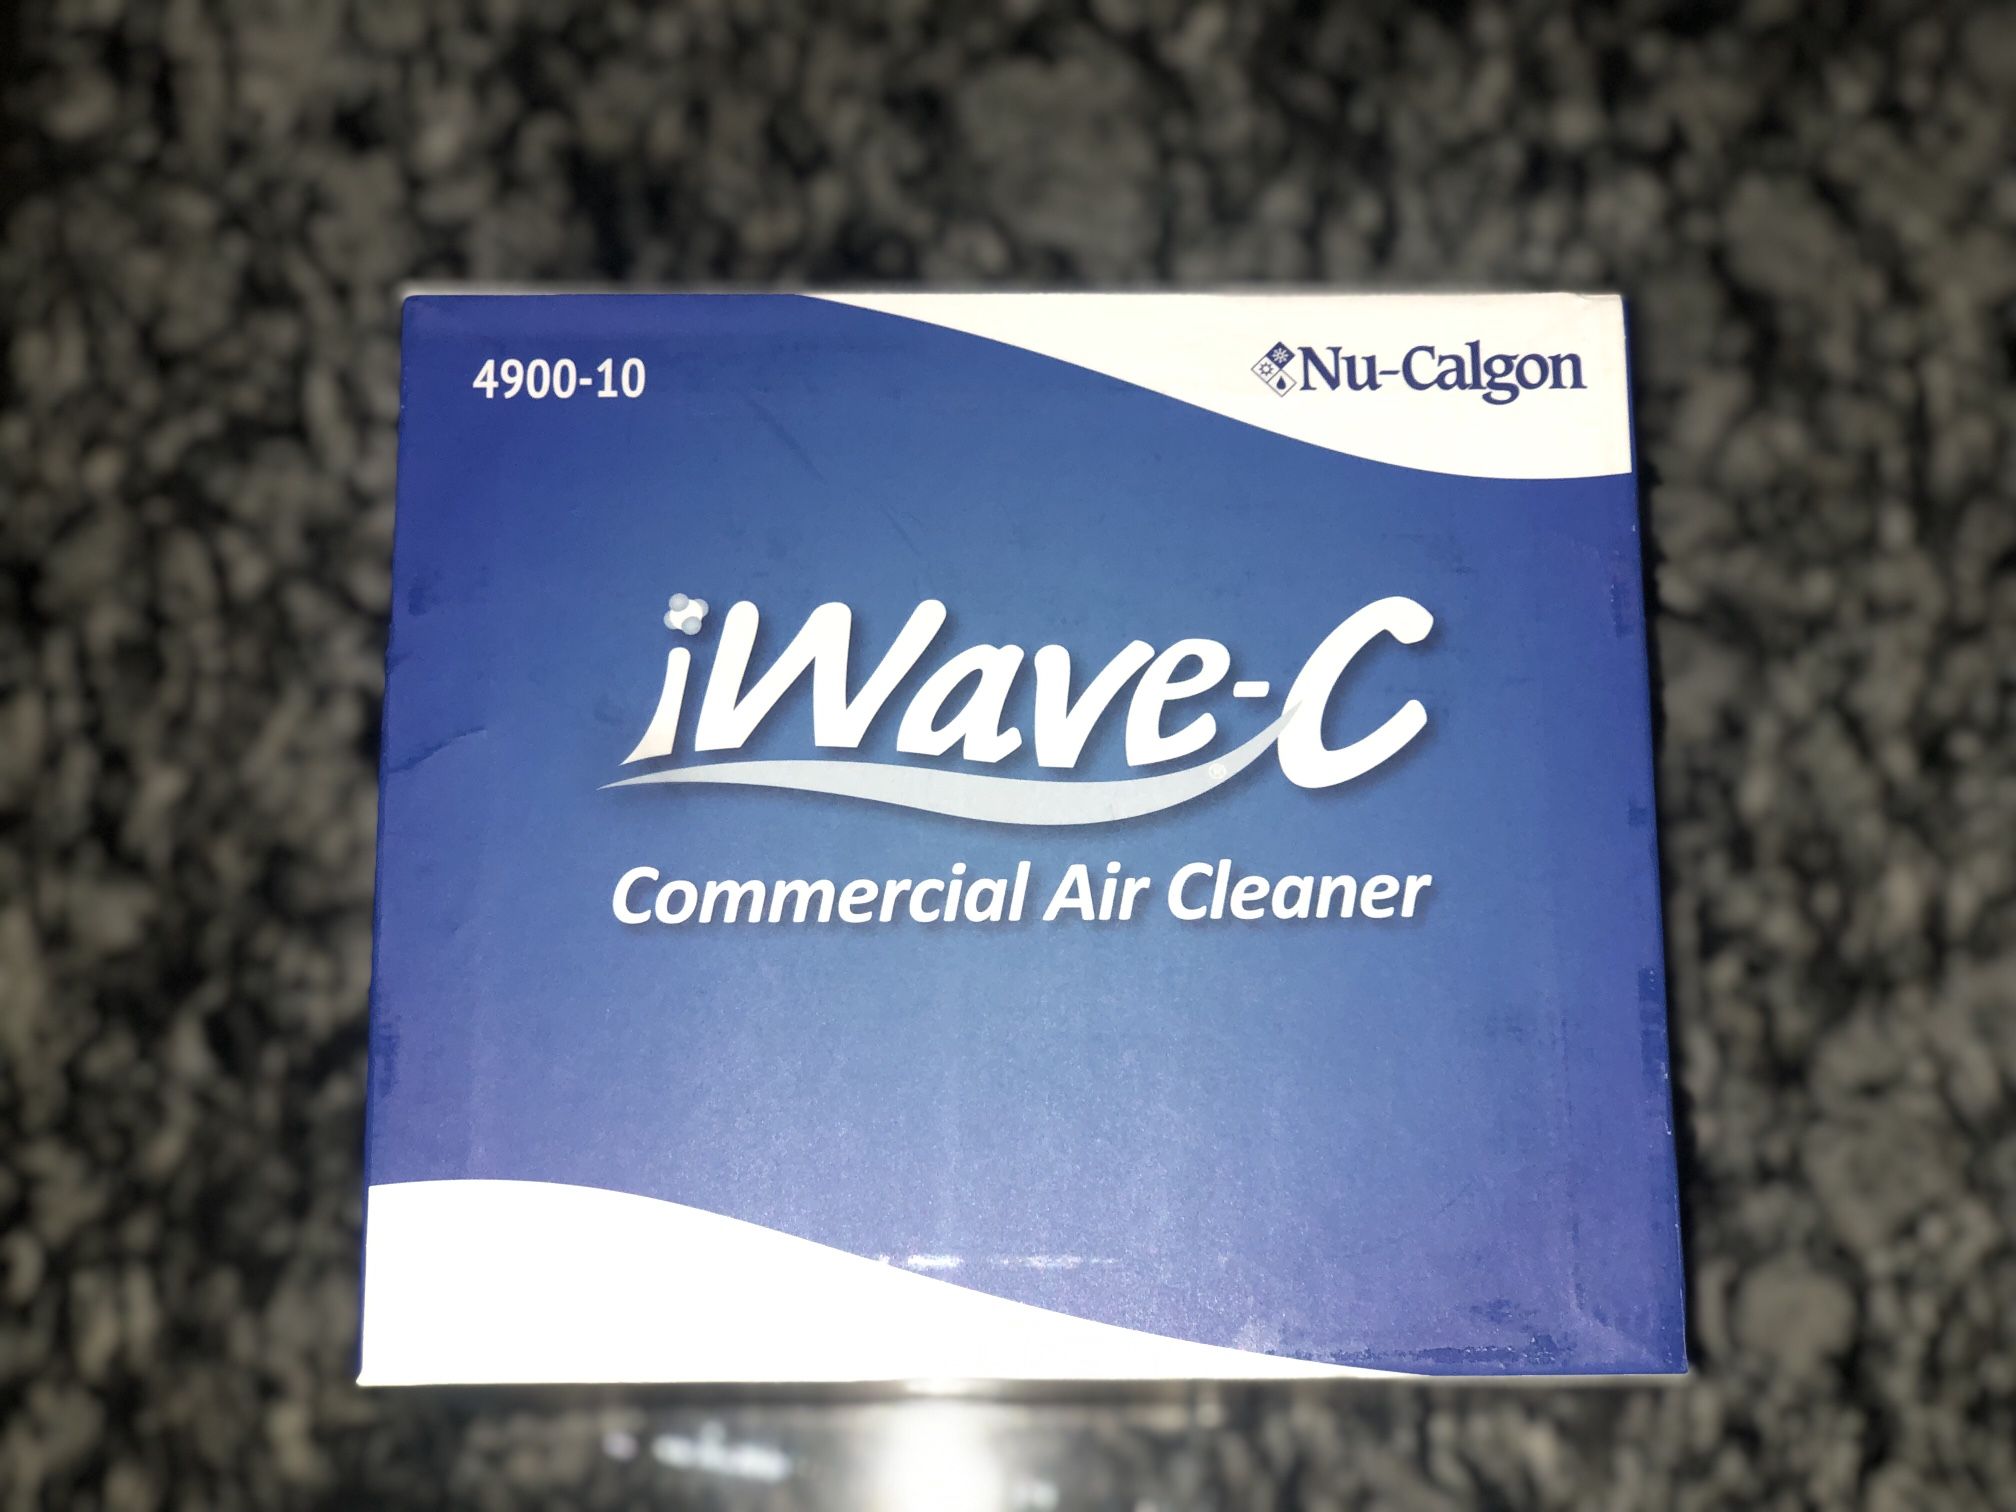 4900-10
Nu-Calgon
iWave-C
®
Commercial Air Cleaner